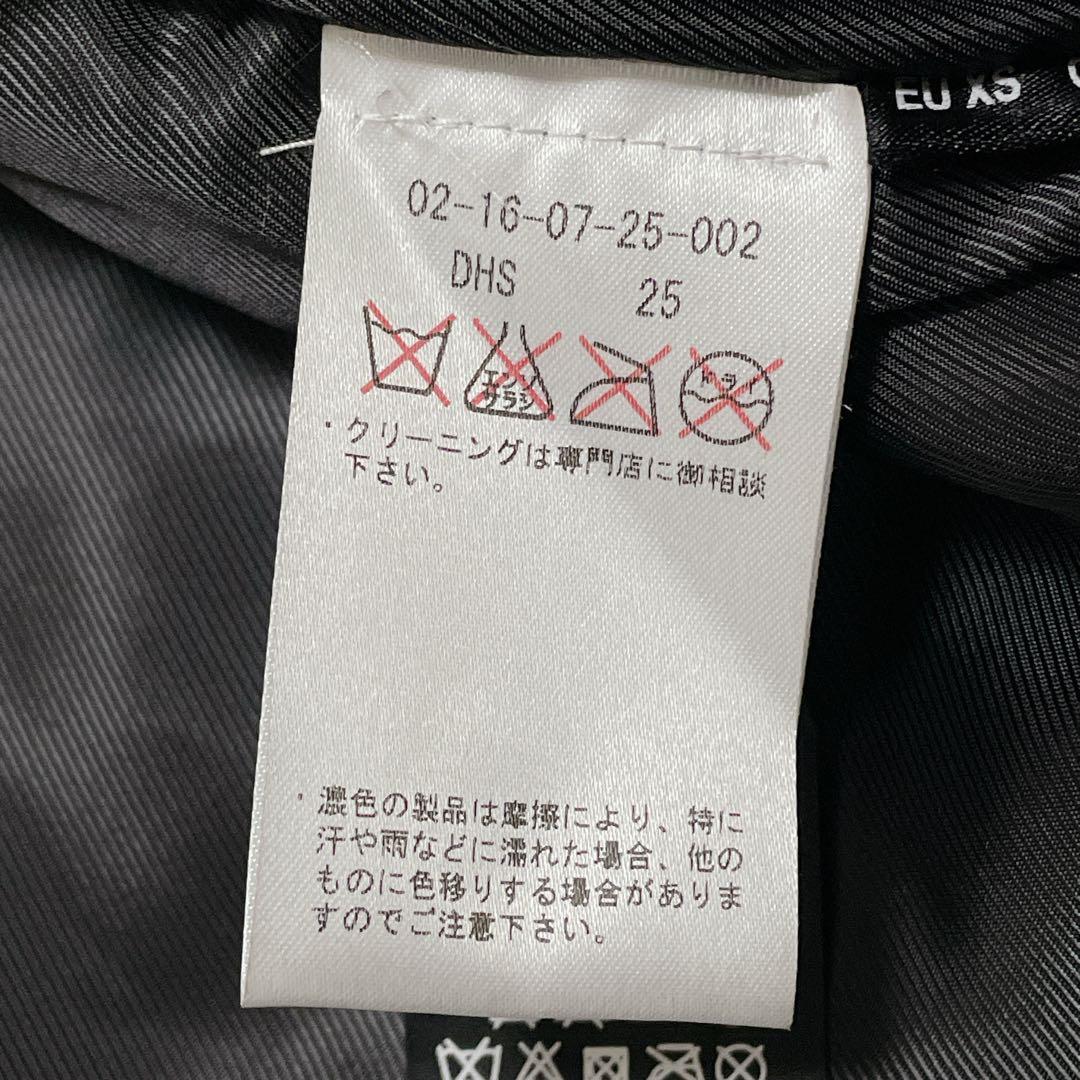 EU XS
02-16-07-25-002
DHS 25
エンソ サラシ
ドライ
・クリーニングは専門店に御相談
下さい。
・濃色の製品は摩擦により、特に
汗や雨などに濡れた場合、他の
ものに色移りする場合がありま
すのでご注意下さい。